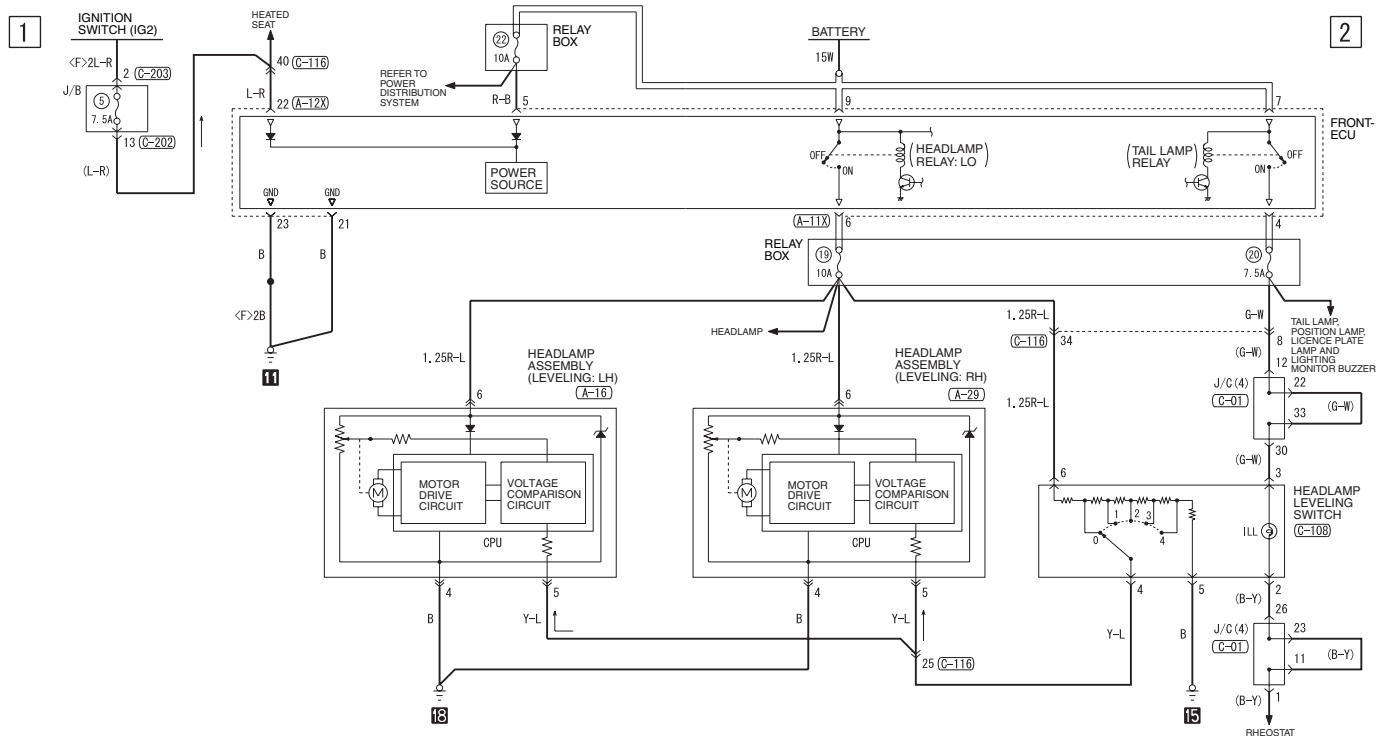 1
IGNITION
SWITCH (IG2)
<F>2L-R
2 (C-203)
J/B
5
7. 5A
13 (C-202)
(L-R)
HEATED
SEAT
40 (C-116)
L-R
22 (A-12X)
22
10A
RELAY
BOX
REFER TO
POWER
DISTRIBUTION
SYSTEM
R-B
5
BATTERY
15W
9
7
2
FRONT-
ECU
POWER
SOURCE
OFF
ON
(HEADLAMP
RELAY: LO)
(TAIL LAMP
RELAY)
OFF
ON
GND
GND
23
21
B
B
<F>2B
11
(A-11X) 6
4
RELAY
BOX
19
10A
20
7. 5A
HEADLAMP
1. 25R-L
1. 25R-L
1. 25R-L
(C-116) 34
1. 25R-L
G-W
8
(G-W)
12
TAIL LAMP,
POSITION LAMP,
LICENCE PLATE
LAMP AND
LIGHTING
MONITOR BUZZER
J/C (4)
(C-01)
22
33
(G-W)
30
(G-W)
3
HEADLAMP
ASSEMBLY
(LEVELING: LH)
(A-16)
6
M
MOTOR
DRIVE
CIRCUIT
VOLTAGE
COMPARISON
CIRCUIT
CPU
4
5
B
Y-L
HEADLAMP
ASSEMBLY
(LEVELING: RH)
(A-29)
6
M
MOTOR
DRIVE
CIRCUIT
VOLTAGE
COMPARISON
CIRCUIT
CPU
4
5
B
Y-L
25 (C-116)
18
6
HEADLAMP
LEVELING
SWITCH
(C-108)
0
1
2
3
4
ILL
4
5
2
Y-L
B
(B-Y)
26
15
J/C (4)
(C-01)
23
11
(B-Y)
1
(B-Y)
RHEOSTAT